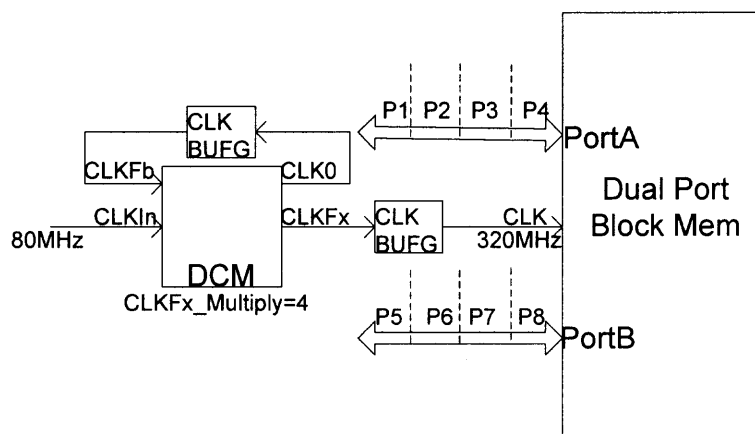 P1 P2 P3 P4
CLK
BUFG
PortA
CLKFb CLK0
Dual Port
Block Mem
CLKIn CLKFx CLK
BUFG CLK
80MHz 320MHz
DCM
CLKFx_Multiply=4
P5 P6 P7 P8
PortB